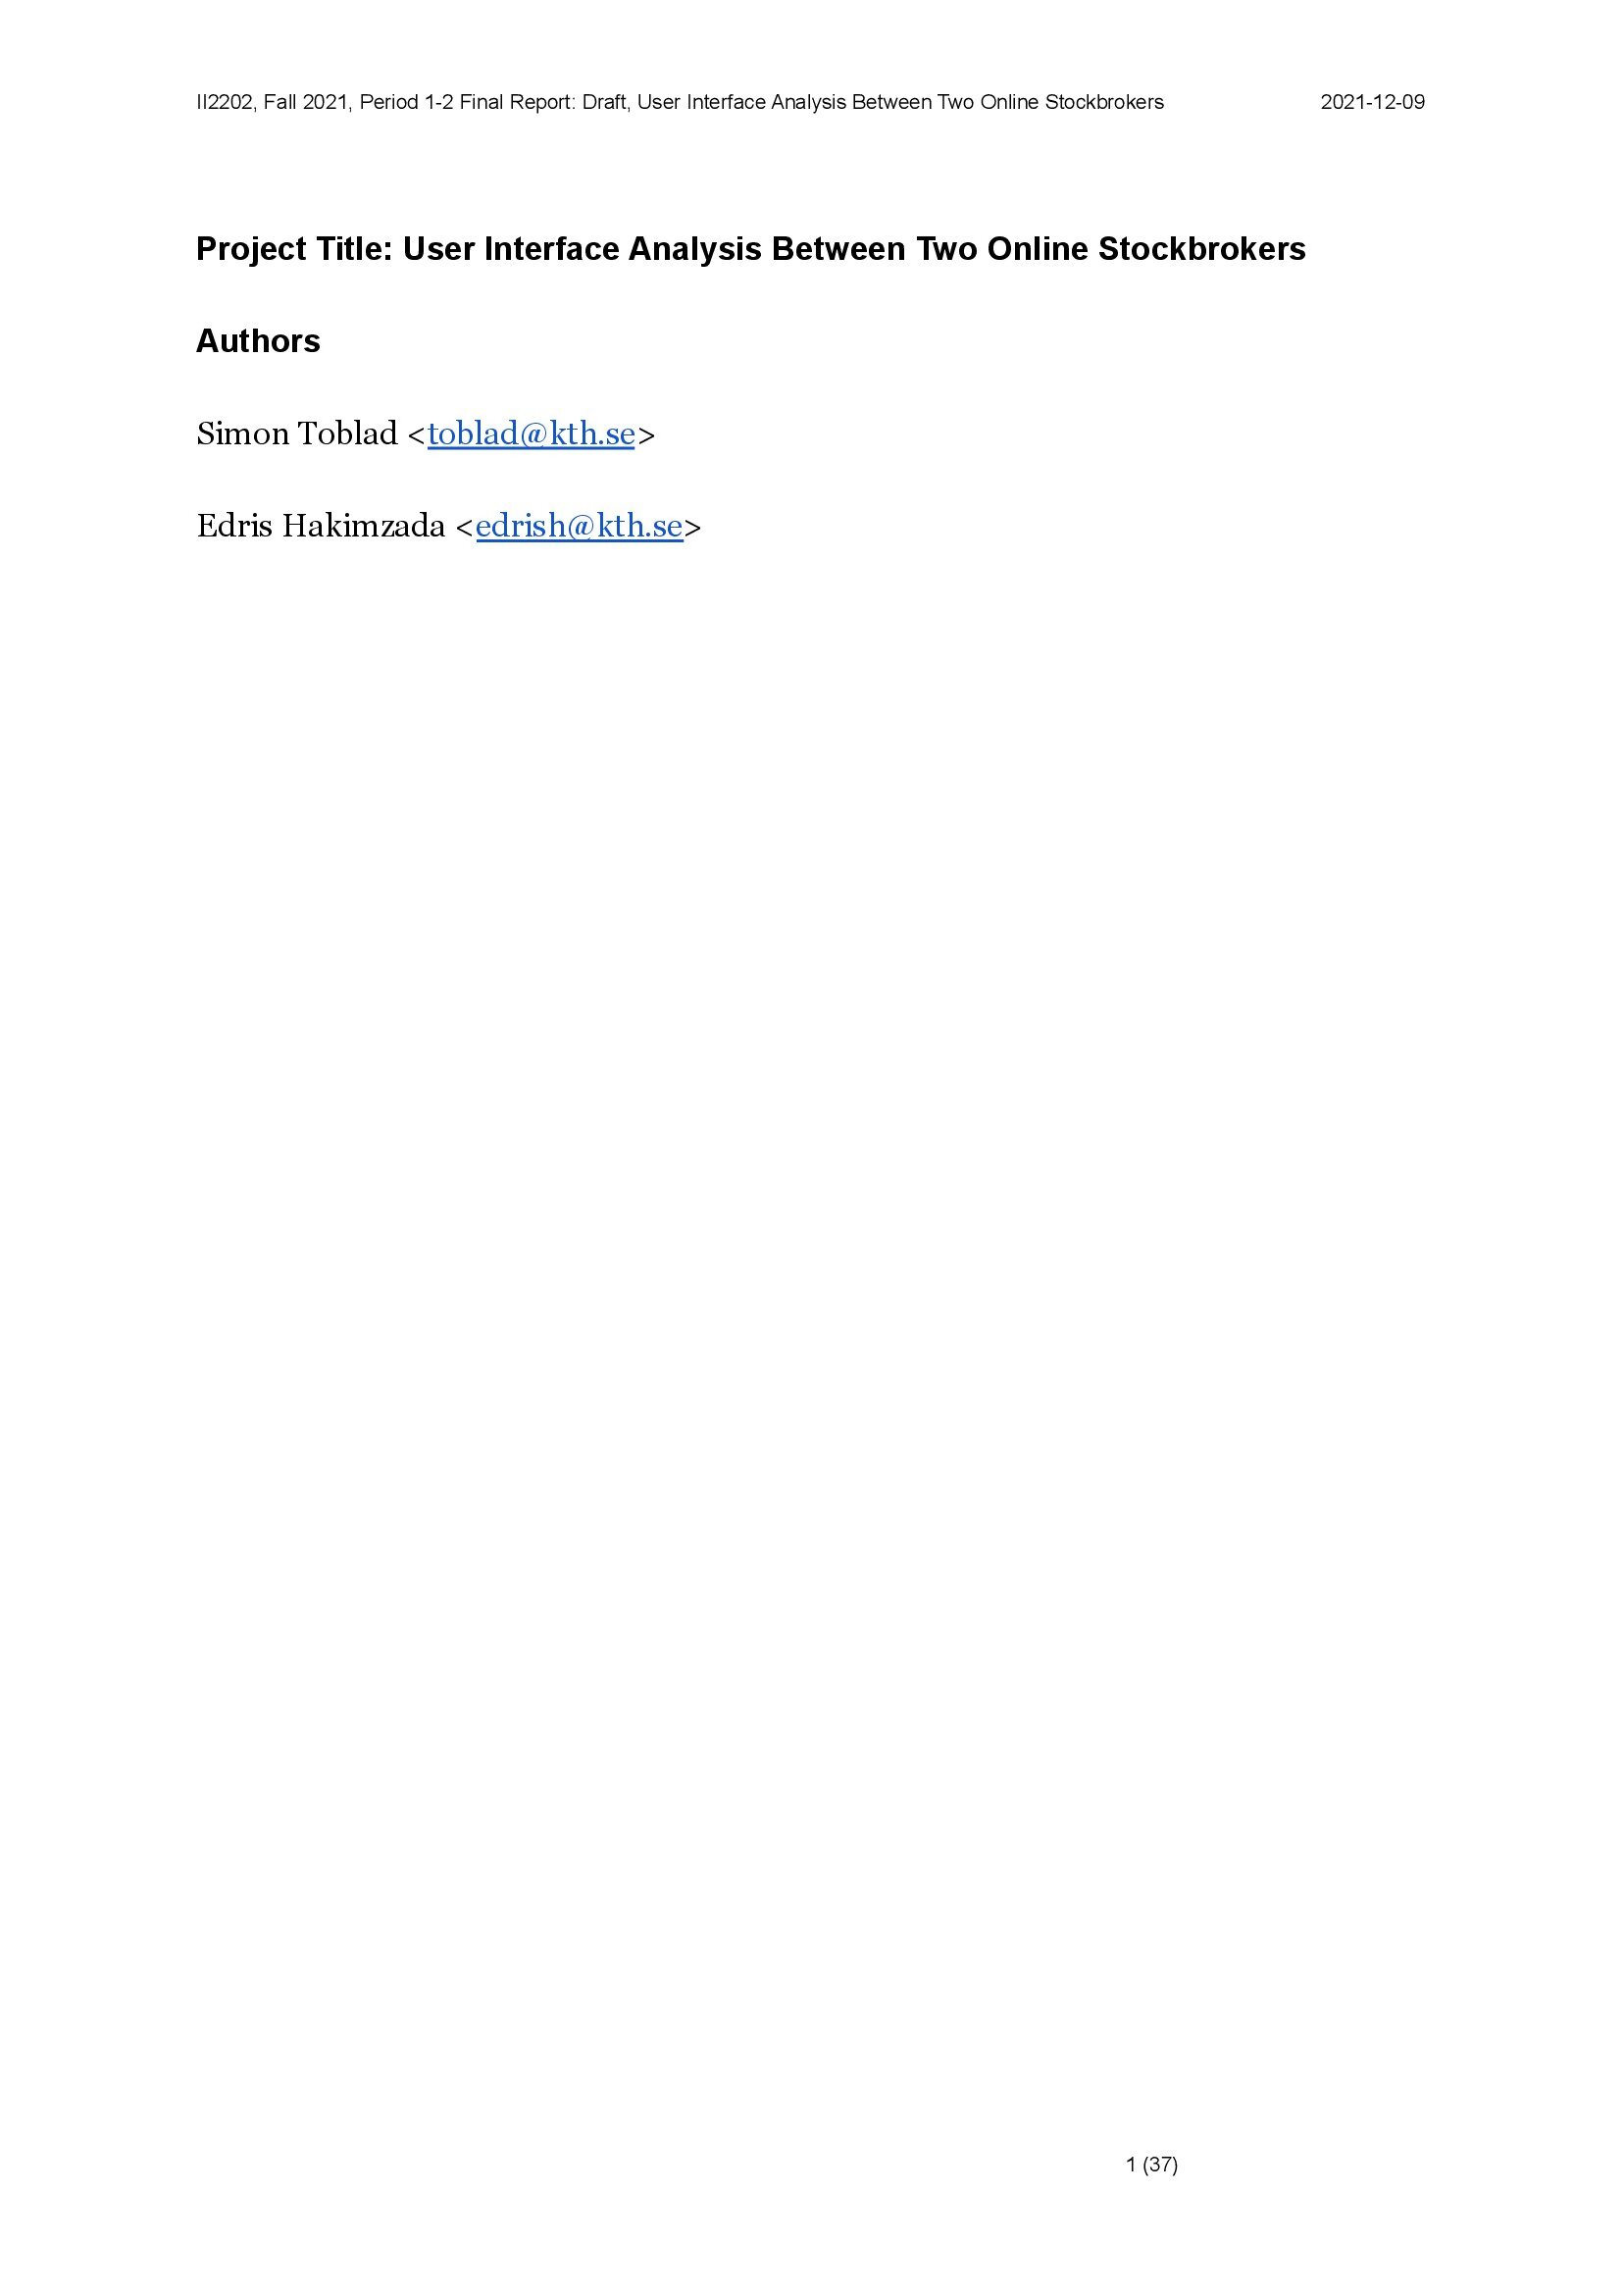 II2202, Fall 2021, Period 1-2 Final Report: Draft, User Interface Analysis Between Two Online Stockbrokers 2021-12-09
Project Title: User Interface Analysis Between Two Online Stockbrokers
Authors
Simon Toblad <toblad@kth.se>
Edris Hakimzada <edrish@kth.se>
1 (37)